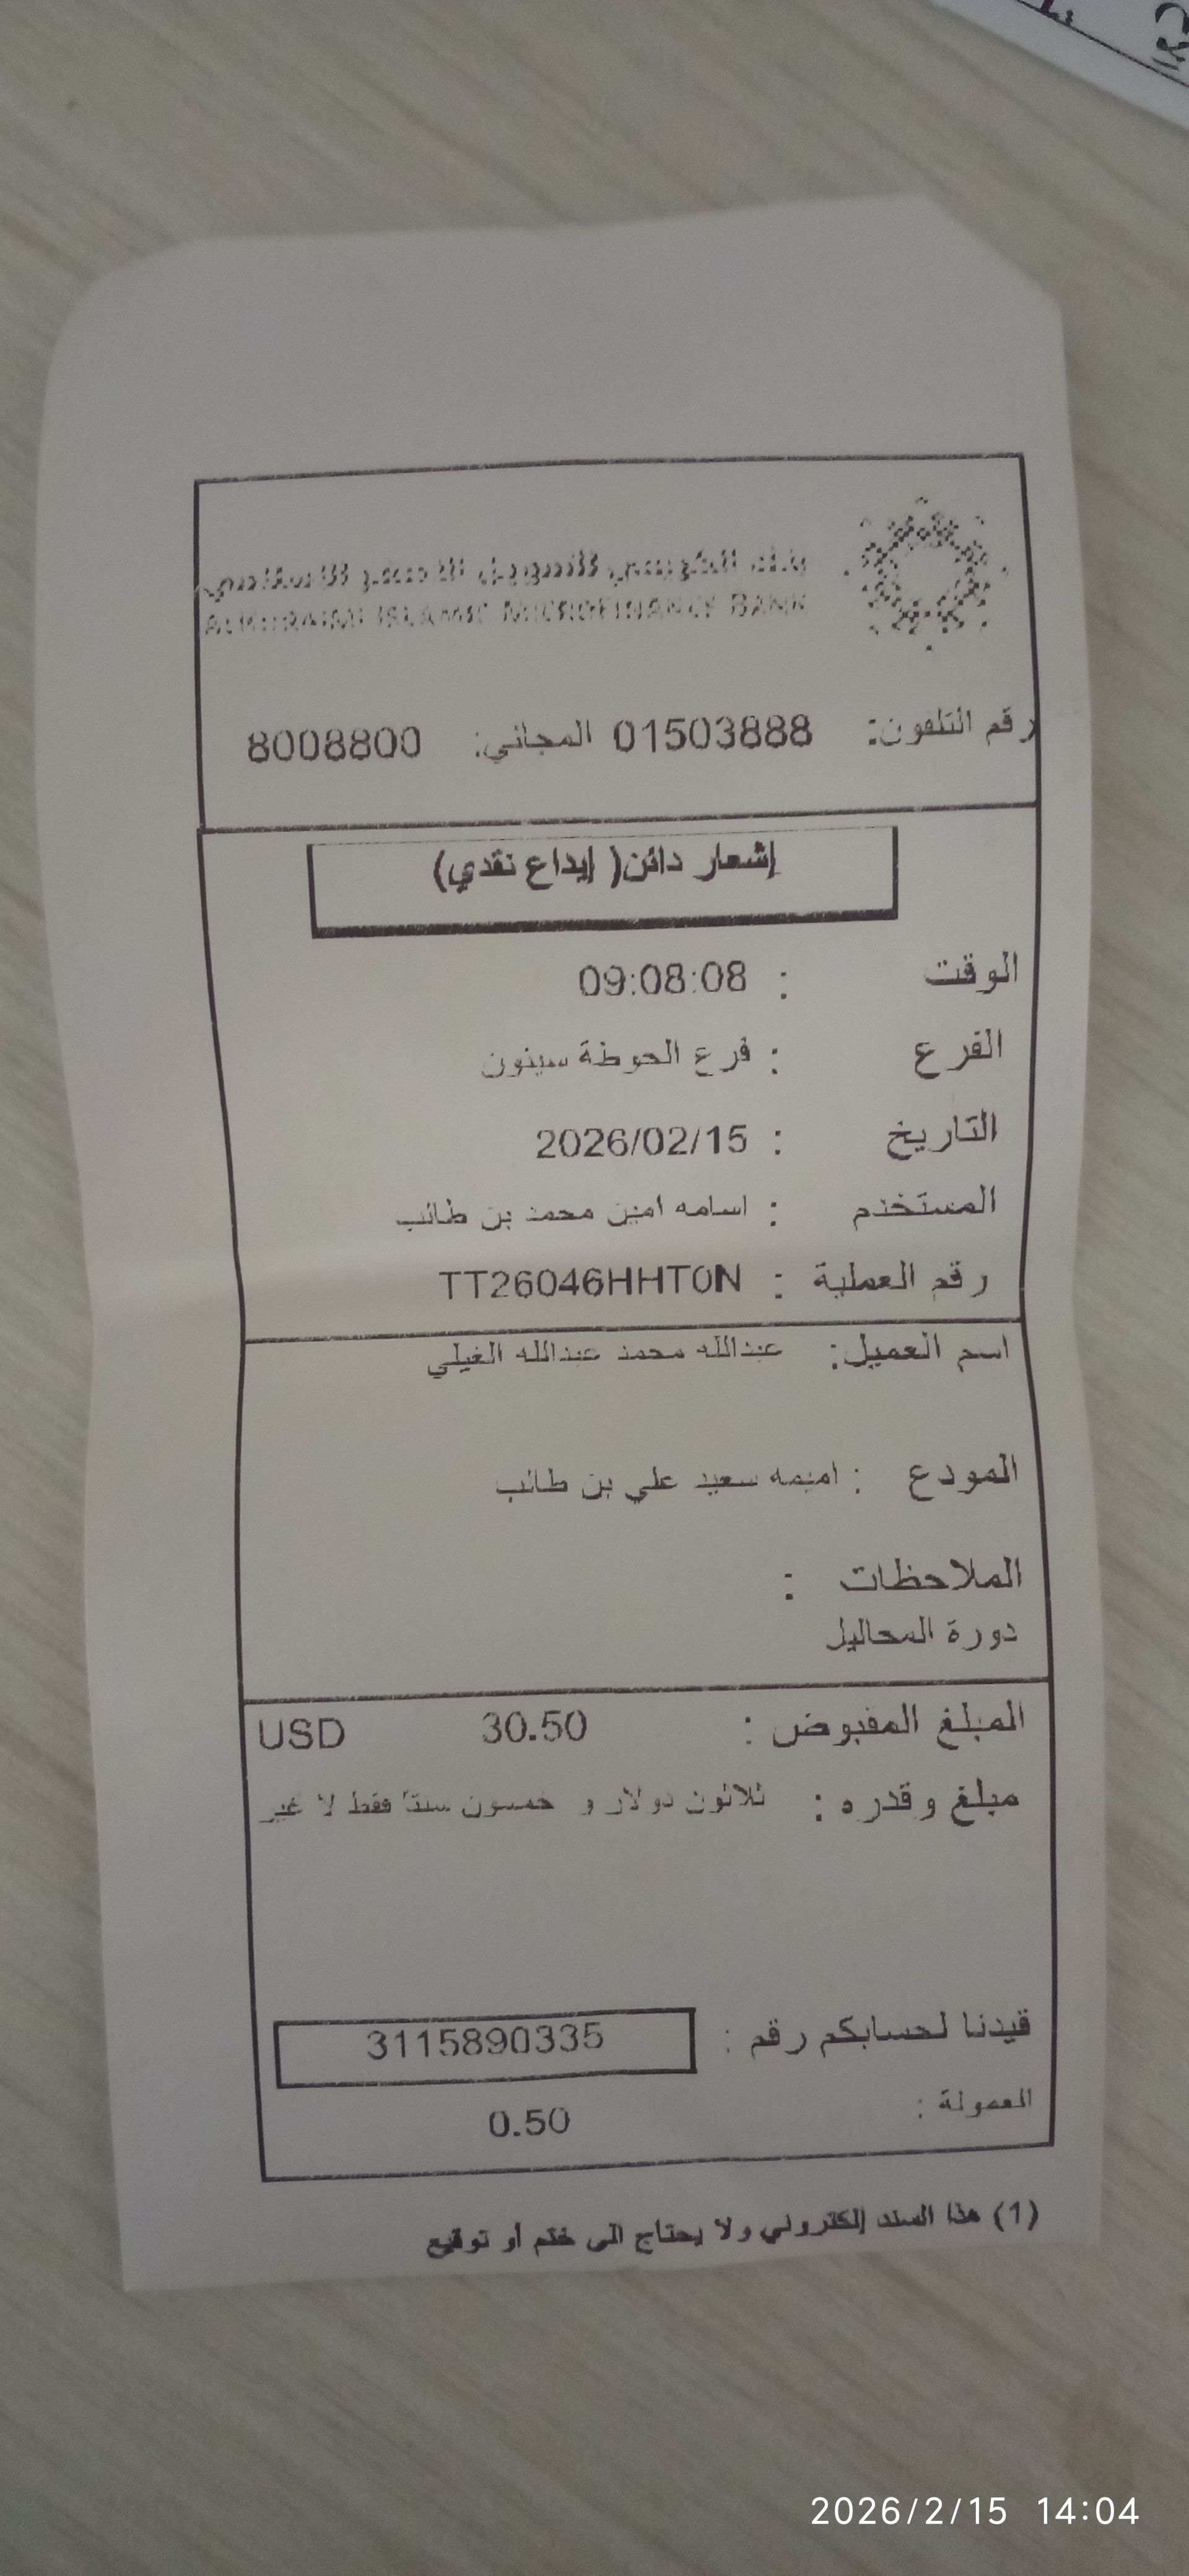 بنك الكريمي للتمويل الأصغر الإسلامي
ALKURAIMI ISLAMIC MICROFINANCE BANK
رقم التلفون: 01503888 المجاني: 8008800
إشعار دائن( إيداع نقدي)
الوقت : 09:08:08
الفرع : فرع الحوطة سيئون
التاريخ : 2026/02/15
المستخدم : اسامه امين محمد بن طالب
رقم العملية : TT26046HHT0N
اسم العميل: عبدالله محمد عبدالله الغيلي
المودع : اميمه سعيد علي بن طالب
الملاحظات :
دورة المحاليل
المبلغ المقبوض : 30.50 USD
مبلغ وقدره : ثلاثون دولار و خمسون سنتا فقط لا غير
قيدنا لحسابكم رقم : 3115890335
العمولة : 0.50
(1) هذا السند إلكتروني ولا يحتاج الى ختم أو توقيع
2026/2/15 14:04